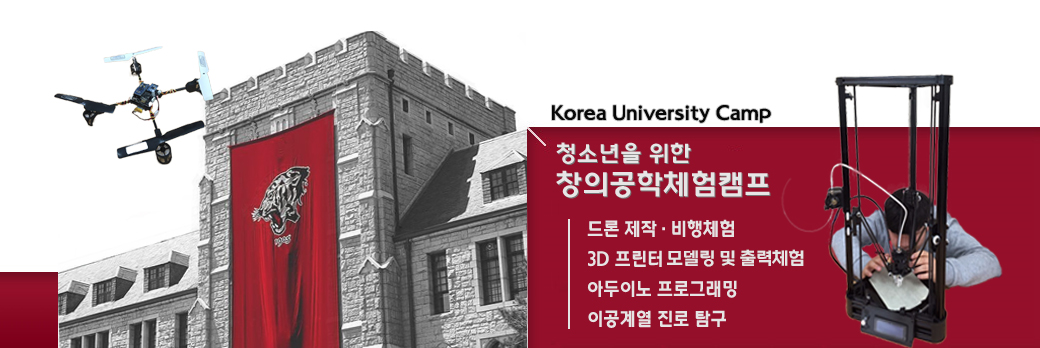 Korea University Camp
청소년을 위한
창의공학체험캠프
드론 제작 · 비행체험
3D 프린터 모델링 및 출력체험
아두이노 프로그래밍
이공계열 진로 탐구
1905